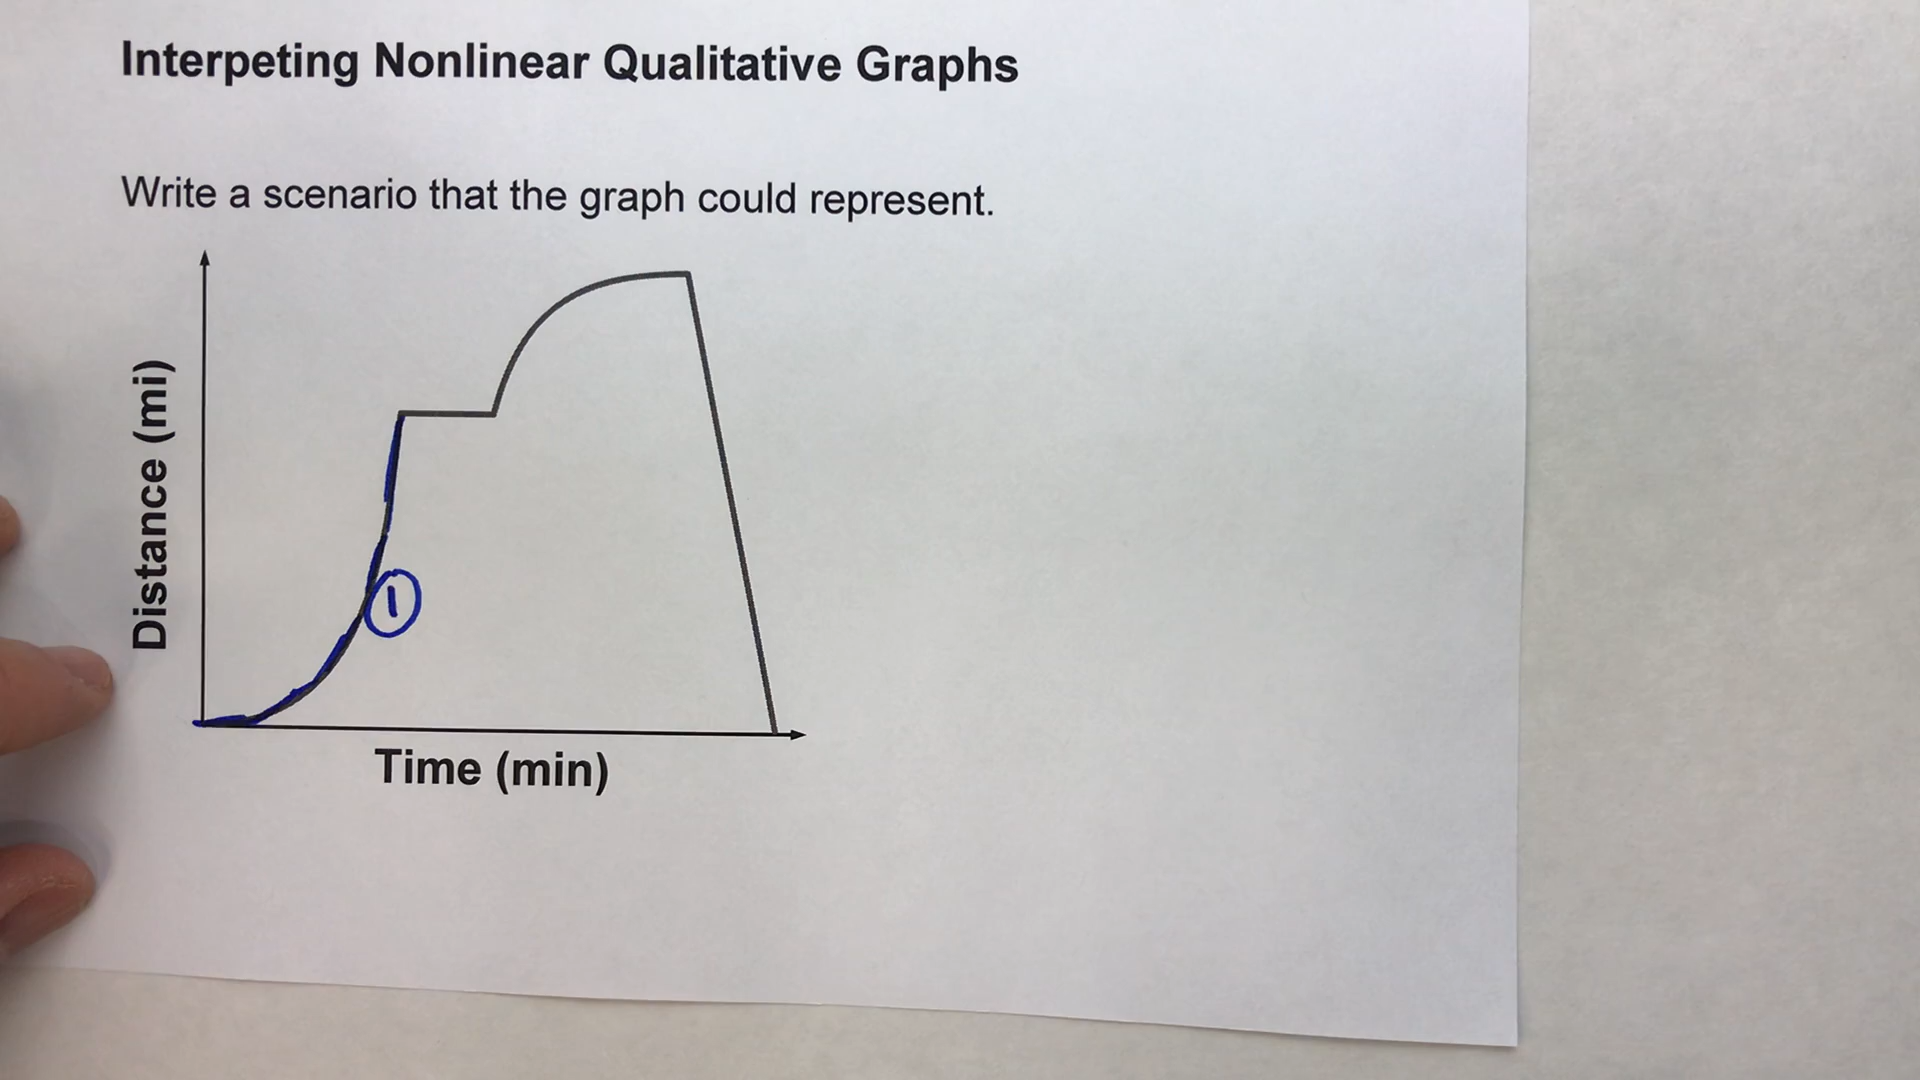 Interpeting Nonlinear Qualitative Graphs
Write a scenario that the graph could represent.
Distance (mi)
1
Time (min)